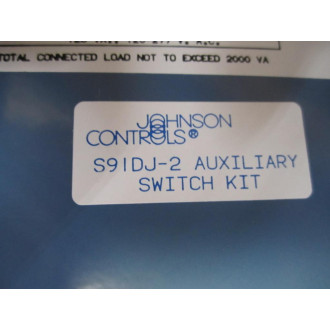 TOTAL CONNECTED LOAD NOT TO EXCEED 2000 VA
JOHNSON
CONTROLS®
S91DJ-2 AUXILIARY
SWITCH KIT